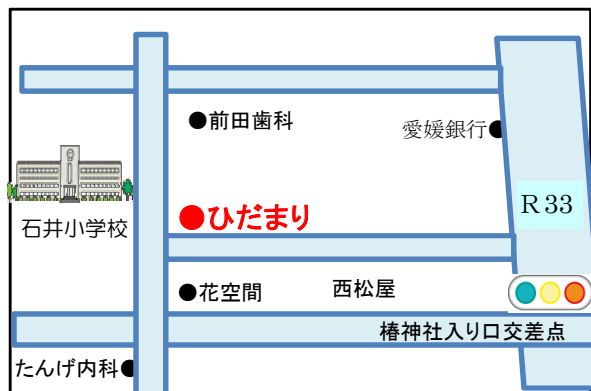 ●前田歯科
愛媛銀行●
石井小学校
●ひだまり
R33
●花空間
西松屋
椿神社入り口交差点
たんげ内科●